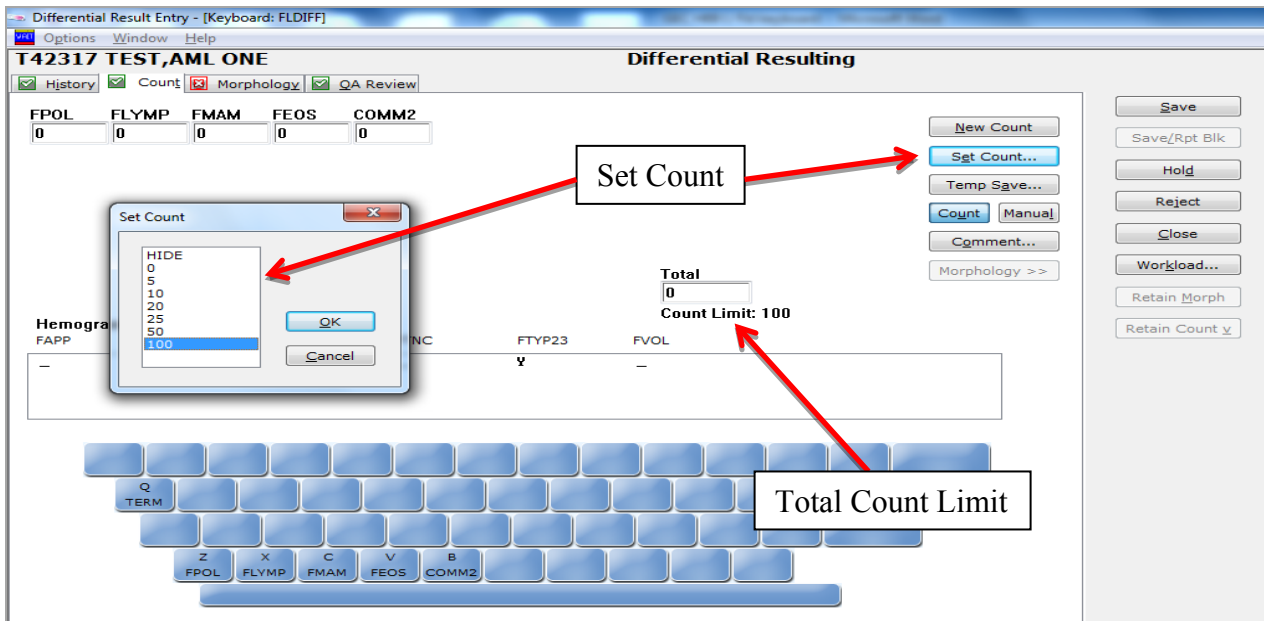 Differential Result Entry - [Keyboard: FLDIFF]
Options Window Help
T42317 TEST,AML ONE Differential Resulting
History Count Morphology QA Review
FPOL FLYMP FMAM FEOS COMM2
0 0 0 0 0
New Count
Set Count...
Temp Save...
Count Manual
Comment...
Morphology >>
Save
Save/Rpt Blk
Hold
Reject
Close
Workload...
Retain Morph
Retain Count v
Set Count
Set Count
HIDE
0
5
10
20
25
50
100
OK
Cancel
Total
0
Count Limit: 100
Hemogra
FAPP NC FTYP23 FVOL
_ Y _
Total Count Limit
Q
TERM
Z X C V B
FPOL FLYMP FMAM FEOS COMM2